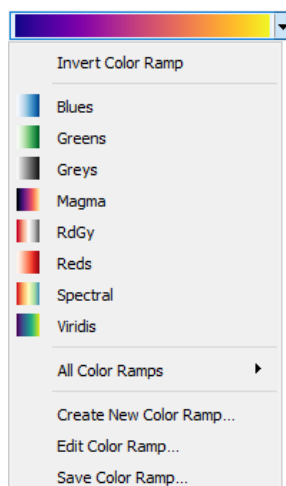 Invert Color Ramp
Blues
Greens
Greys
Magma
RdGy
Reds
Spectral
Viridis
All Color Ramps
Create New Color Ramp...
Edit Color Ramp...
Save Color Ramp...